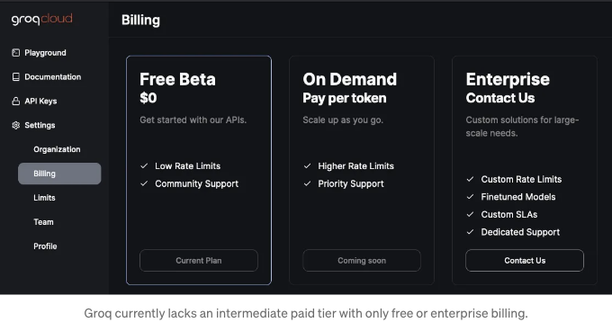 groqcloud
Playground
Documentation
API Keys
Settings
Organization
Billing
Limits
Team
Profile
Billing
Free Beta
$0
Get started with our APIs.
Low Rate Limits
Community Support
Current Plan
On Demand
Pay per token
Scale up as you go.
Higher Rate Limits
Priority Support
Coming soon
Enterprise
Contact Us
Custom solutions for large-
scale needs.
Custom Rate Limits
Finetuned Models
Custom SLAs
Dedicated Support
Contact Us
Groq currently lacks an intermediate paid tier with only free or enterprise billing.